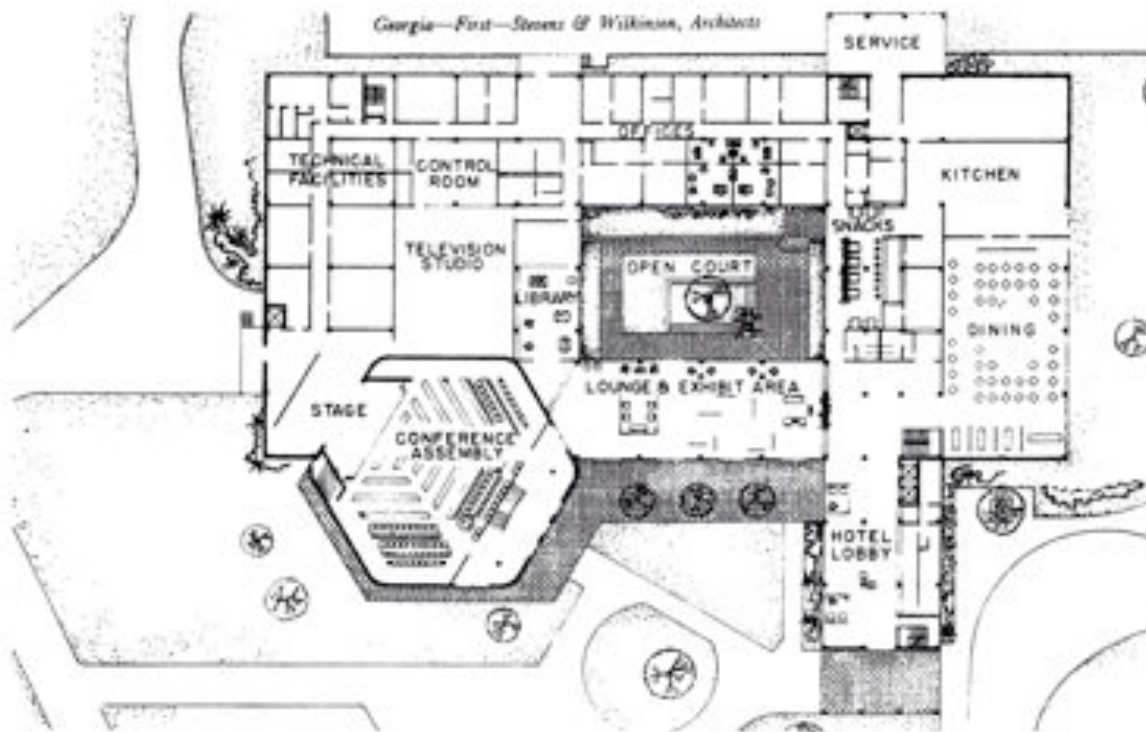 Georgia—First—Stevens & Wilkinson, Architects
SERVICE
OFFICES
TECHNICAL
FACILITIES
CONTROL
ROOM
KITCHEN
SNACKS
TELEVISION
STUDIO
OPEN COURT
LIBRARY
DINING
LOUNGE & EXHIBIT AREA
STAGE
CONFERENCE
ASSEMBLY
HOTEL
LOBBY